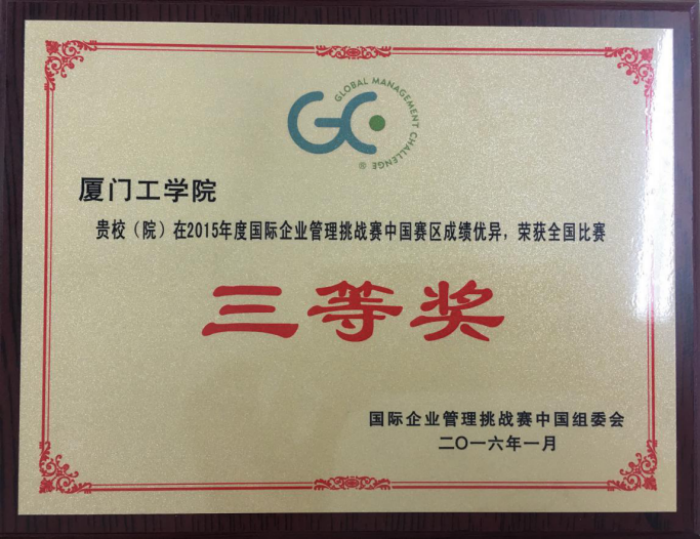 GLOBAL MANAGEMENT CHALLENGE ®
GC
厦门工学院
贵校（院）在2015年度国际企业管理挑战赛中国赛区成绩优异，荣获全国比赛
三等奖
国际企业管理挑战赛中国组委会
二〇一六年一月